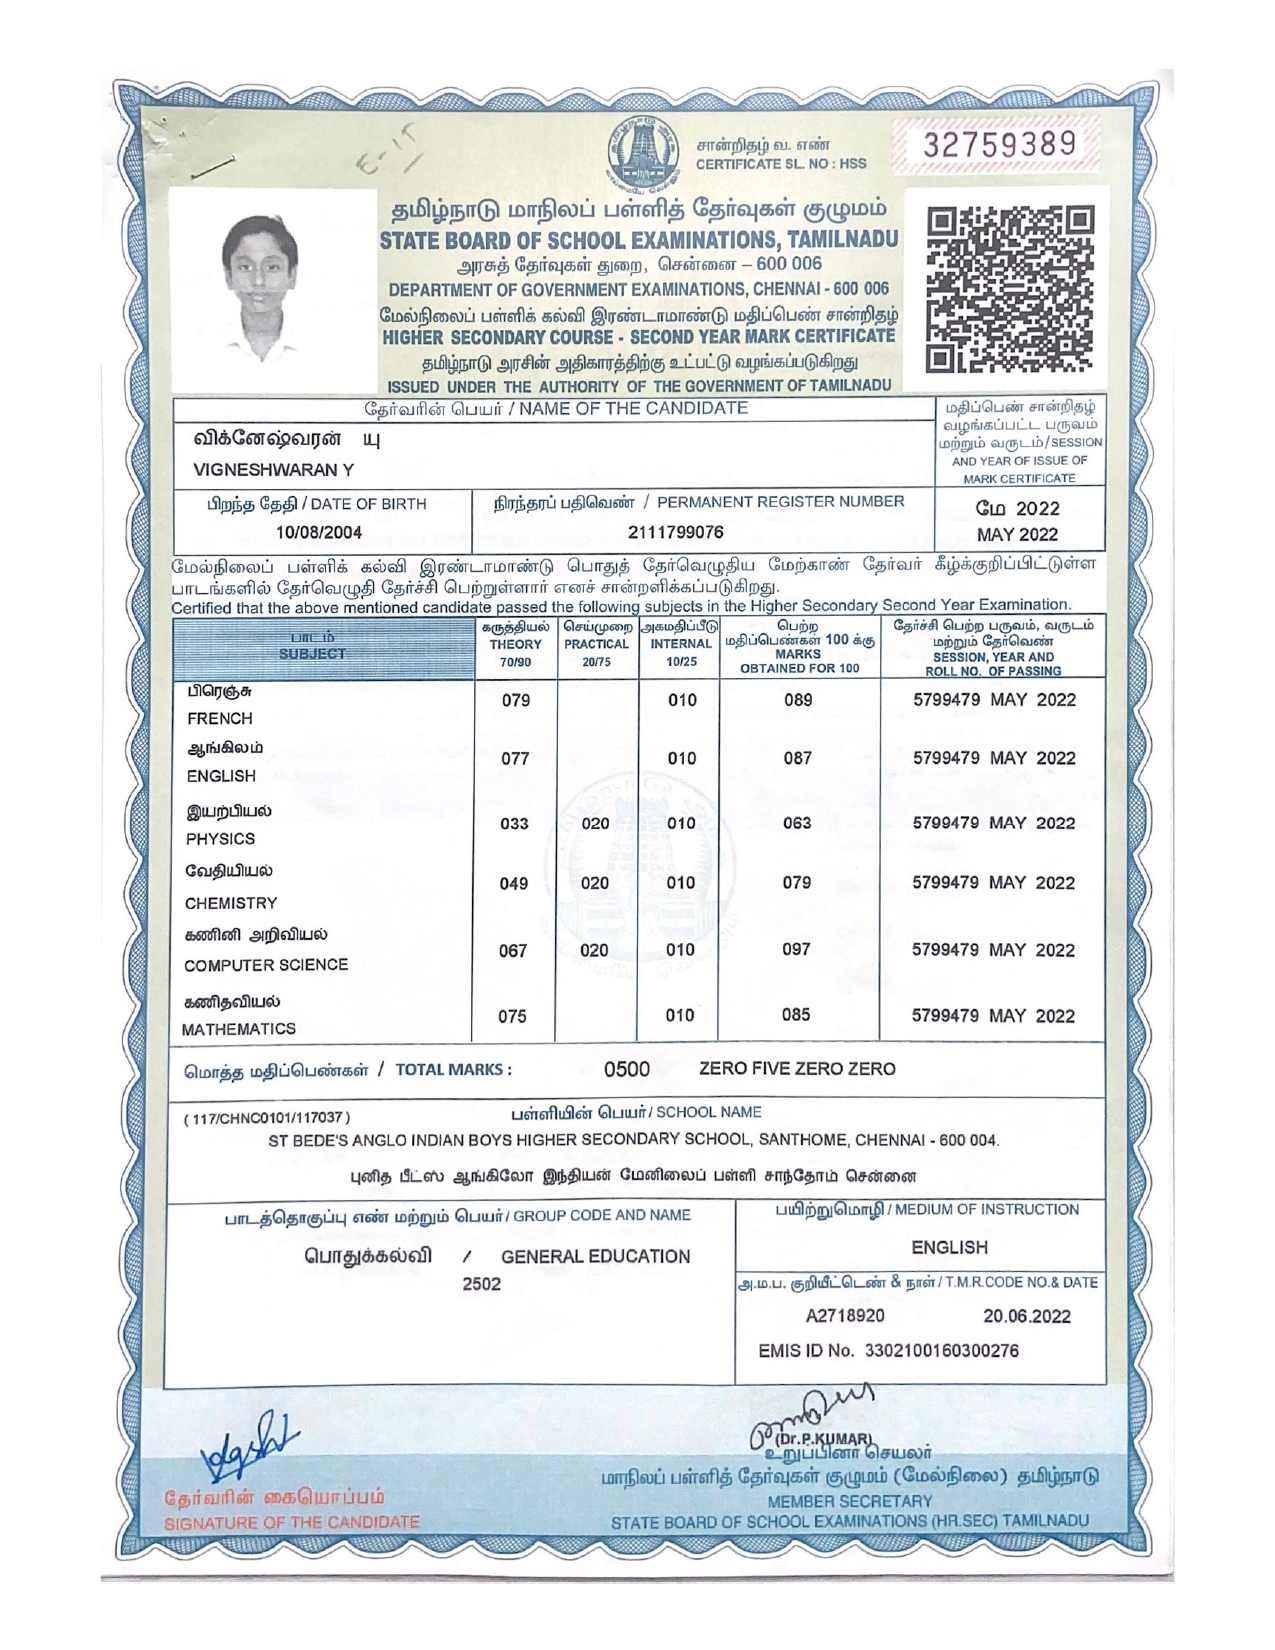 சான்றிதழ் வ. எண்
CERTIFICATE SL. NO : HSS
32759389
தமிழ்நாடு மாநிலப் பள்ளித் தேர்வுகள் குழுமம்
STATE BOARD OF SCHOOL EXAMINATIONS, TAMILNADU
அரசுத் தேர்வுகள் துறை, சென்னை – 600 006
DEPARTMENT OF GOVERNMENT EXAMINATIONS, CHENNAI - 600 006
மேல்நிலைப் பள்ளிக் கல்வி இரண்டாமாண்டு மதிப்பெண் சான்றிதழ்
HIGHER SECONDARY COURSE - SECOND YEAR MARK CERTIFICATE
தமிழ்நாடு அரசின் அதிகாரத்திற்கு உட்பட்டு வழங்கப்படுகிறது
ISSUED UNDER THE AUTHORITY OF THE GOVERNMENT OF TAMILNADU
தேர்வரின் பெயர் / NAME OF THE CANDIDATE
விக்னேஷ்வரன் யு
VIGNESHWARAN Y
மதிப்பெண் சான்றிதழ்
வழங்கப்பட்ட பருவம்
மற்றும் வருடம்/SESSION
AND YEAR OF ISSUE OF
MARK CERTIFICATE
பிறந்த தேதி / DATE OF BIRTH
10/08/2004
நிரந்தரப் பதிவெண் / PERMANENT REGISTER NUMBER
2111799076
மே 2022
MAY 2022
மேல்நிலைப் பள்ளிக் கல்வி இரண்டாமாண்டு பொதுத் தேர்வெழுதிய மேற்காண் தேர்வர் கீழ்க்குறிப்பிட்டுள்ள
பாடங்களில் தேர்வெழுதி தேர்ச்சி பெற்றுள்ளார் எனச் சான்றளிக்கப்படுகிறது.
Certified that the above mentioned candidate passed the following subjects in the Higher Secondary Second Year Examination.
பாடம்
SUBJECT
கருத்தியல்
THEORY
70/90
செய்முறை
PRACTICAL
20/75
அகமதிப்பீடு
INTERNAL
10/25
பெற்ற
மதிப்பெண்கள் 100 க்கு
MARKS
OBTAINED FOR 100
தேர்ச்சி பெற்ற பருவம், வருடம்
மற்றும் தேர்வெண்
SESSION, YEAR AND
ROLL NO. OF PASSING
பிரெஞ்சு
FRENCH 079 010 089 5799479 MAY 2022
ஆங்கிலம்
ENGLISH 077 010 087 5799479 MAY 2022
இயற்பியல்
PHYSICS 033 020 010 063 5799479 MAY 2022
வேதியியல்
CHEMISTRY 049 020 010 079 5799479 MAY 2022
கணினி அறிவியல்
COMPUTER SCIENCE 067 020 010 097 5799479 MAY 2022
கணிதவியல்
MATHEMATICS 075 010 085 5799479 MAY 2022
மொத்த மதிப்பெண்கள் / TOTAL MARKS : 0500 ZERO FIVE ZERO ZERO
( 117/CHNC0101/117037 ) பள்ளியின் பெயர்/ SCHOOL NAME
ST BEDE'S ANGLO INDIAN BOYS HIGHER SECONDARY SCHOOL, SANTHOME, CHENNAI - 600 004.
புனித பீட்ஸ் ஆங்கிலோ இந்தியன் மேனிலைப் பள்ளி சாந்தோம் சென்னை
பாடத்தொகுப்பு எண் மற்றும் பெயர்/ GROUP CODE AND NAME
பொதுக்கல்வி / GENERAL EDUCATION
2502
பயிற்றுமொழி / MEDIUM OF INSTRUCTION
ENGLISH
அ.ம.ப. குறியீட்டெண் & நாள் / T.M.R.CODE NO.& DATE
A2718920 20.06.2022
EMIS ID No. 3302100160300276
(Dr.P.KUMAR)
உறுப்பினர் செயலர்
மாநிலப் பள்ளித் தேர்வுகள் குழுமம் (மேல்நிலை) தமிழ்நாடு
MEMBER SECRETARY
STATE BOARD OF SCHOOL EXAMINATIONS (HR.SEC) TAMILNADU
தேர்வரின் கையொப்பம்
SIGNATURE OF THE CANDIDATE